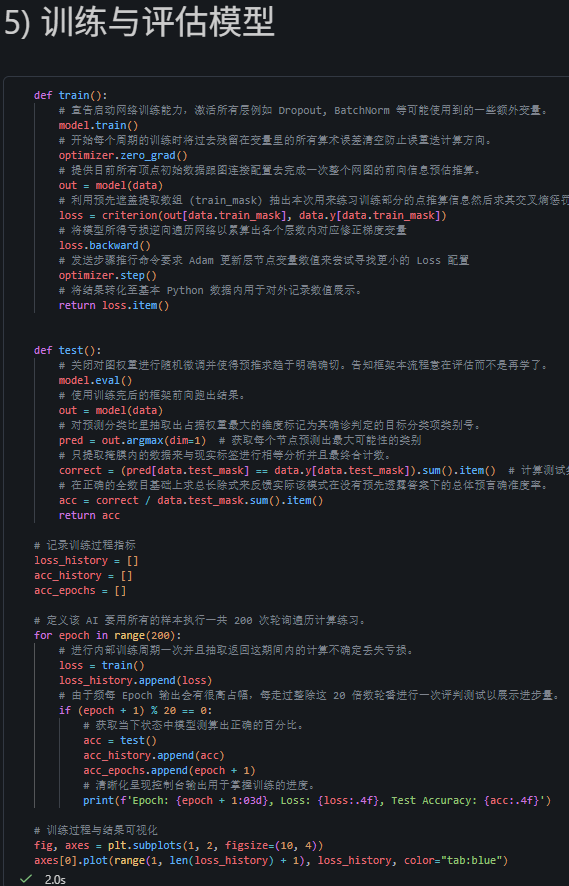 5) 训练与评估模型
def train():
# 宣告启动网络训练能力，激活所有层例如 Dropout, BatchNorm 等可能使用到的一些额外变量。
model.train()
# 开始每个周期的训练时将过去残留在变量里的所有算术误差清空防止误重迭计算方向。
optimizer.zero_grad()
# 提供目前所有顶点初始数据跟图连接配置去完成一次整个网图的前向信息预估推算。
out = model(data)
# 利用预先遮盖提取数组 (train_mask) 抽出本次用来练习训练部分的点推算信息然后求其交叉熵惩罚
loss = criterion(out[data.train_mask], data.y[data.train_mask])
# 将模型所得亏损逆向遍历网络以累算出各个层数内对应修正梯度变量
loss.backward()
# 发送步骤推行命令要求 Adam 更新层节点变量数值来尝试寻找更小的 Loss 配置
optimizer.step()
# 将结果转化至基本 Python 数据内用于对外记录数值展示。
return loss.item()
def test():
# 关闭对图权重进行随机微调并使得预推求趋于明确确切。告知框架本流程意在评估而不是再学了。
model.eval()
# 使用训练完后的框架前向跑出结果。
out = model(data)
# 对预测分类比里抽取出占据权重最大的维度标记为其确诊判定的目标分类项类别号。
pred = out.argmax(dim=1)  # 获取每个节点预测出最大可能性的类别
# 只提取掩膜内的数据来与现实标签进行相等分析并且最终合计数。
correct = (pred[data.test_mask] == data.y[data.test_mask]).sum().item()  # 计算测试
# 在正确的全数目基础上求总长除式来反馈实际该模式在没有预先透露答案下的总体预言确准度率。
acc = correct / data.test_mask.sum().item()
return acc
# 记录训练过程指标
loss_history = []
acc_history = []
acc_epochs = []
# 定义该 AI 要用所有的样本执行一共 200 次轮询遍历计算练习。
for epoch in range(200):
# 进行内部训练周期一次并且抽取返回这期间内的计算不确定丢失亏损。
loss = train()
loss_history.append(loss)
# 由于频每 Epoch 输出会有很高占幅，每走过整除这 20 倍数轮番进行一次评判测试以展示进步量。
if (epoch + 1) % 20 == 0:
# 获取当下状态中模型测算出正确的百分比。
acc = test()
acc_history.append(acc)
acc_epochs.append(epoch + 1)
# 清晰化呈现控制台输出用于掌握训练的进度。
print(f'Epoch: {epoch + 1:03d}, Loss: {loss:.4f}, Test Accuracy: {acc:.4f}')
# 训练过程与结果可视化
fig, axes = plt.subplots(1, 2, figsize=(10, 4))
axes[0].plot(range(1, len(loss_history) + 1), loss_history, color="tab:blue")
2.0s